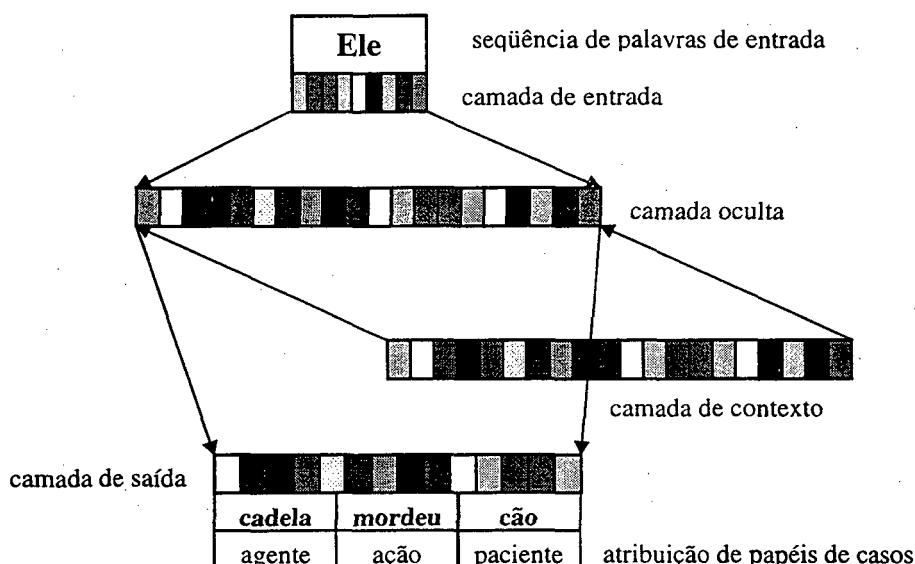 Ele
seqüência de palavras de entrada
camada de entrada
camada oculta
camada de contexto
camada de saída
cadela mordeu cão
agente ação paciente
atribuição de papéis de casos